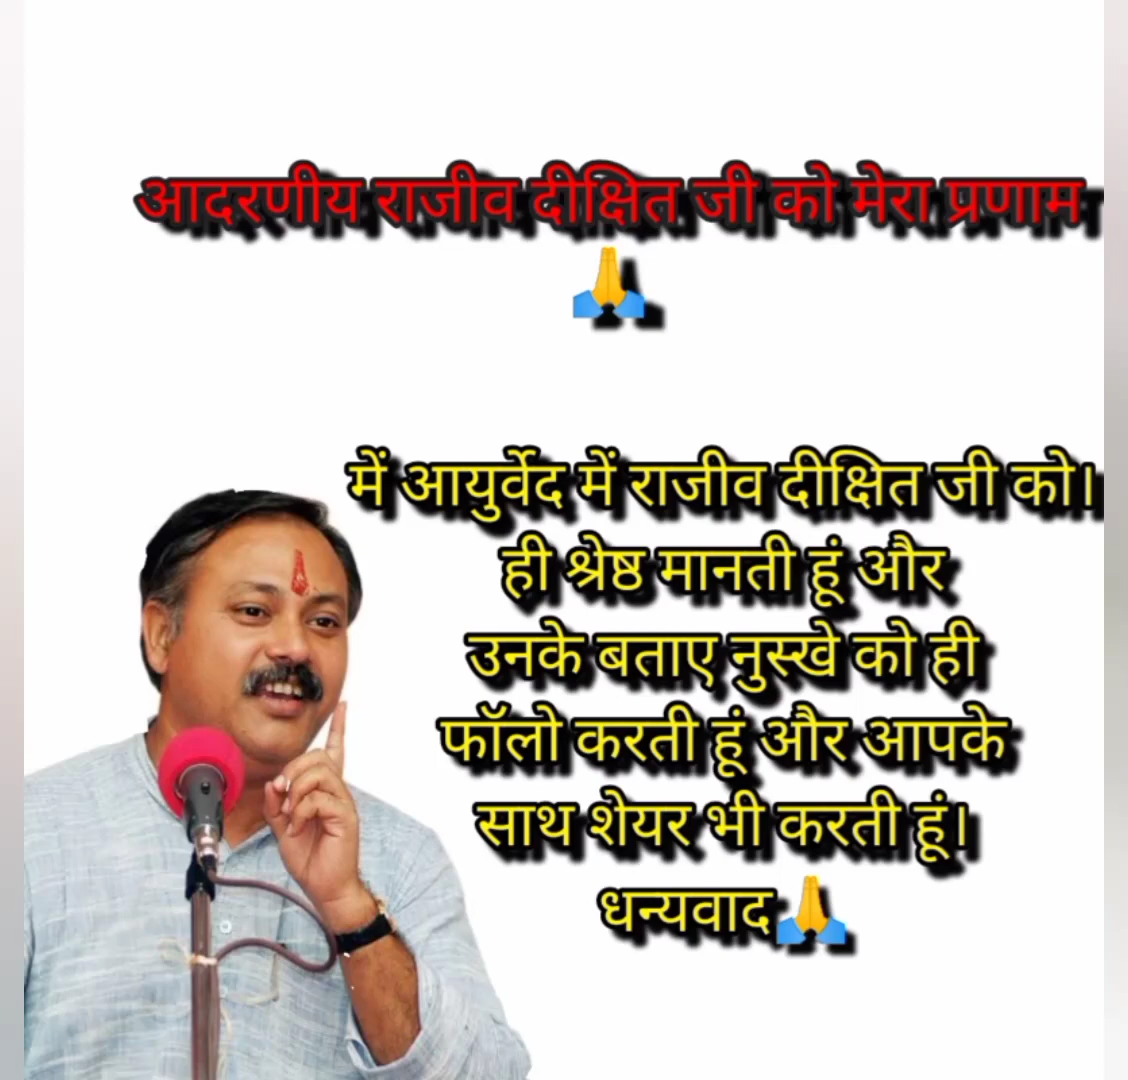 आदरणीय राजीव दीक्षित जी को मेरा प्रणाम
🙏
में आयुर्वेद में राजीव दीक्षित जी को।
ही श्रेष्ठ मानती हूं और
उनके बताए नुस्खे को ही
फॉलो करती हूं और आपके
साथ शेयर भी करती हूं।
धन्यवाद🙏